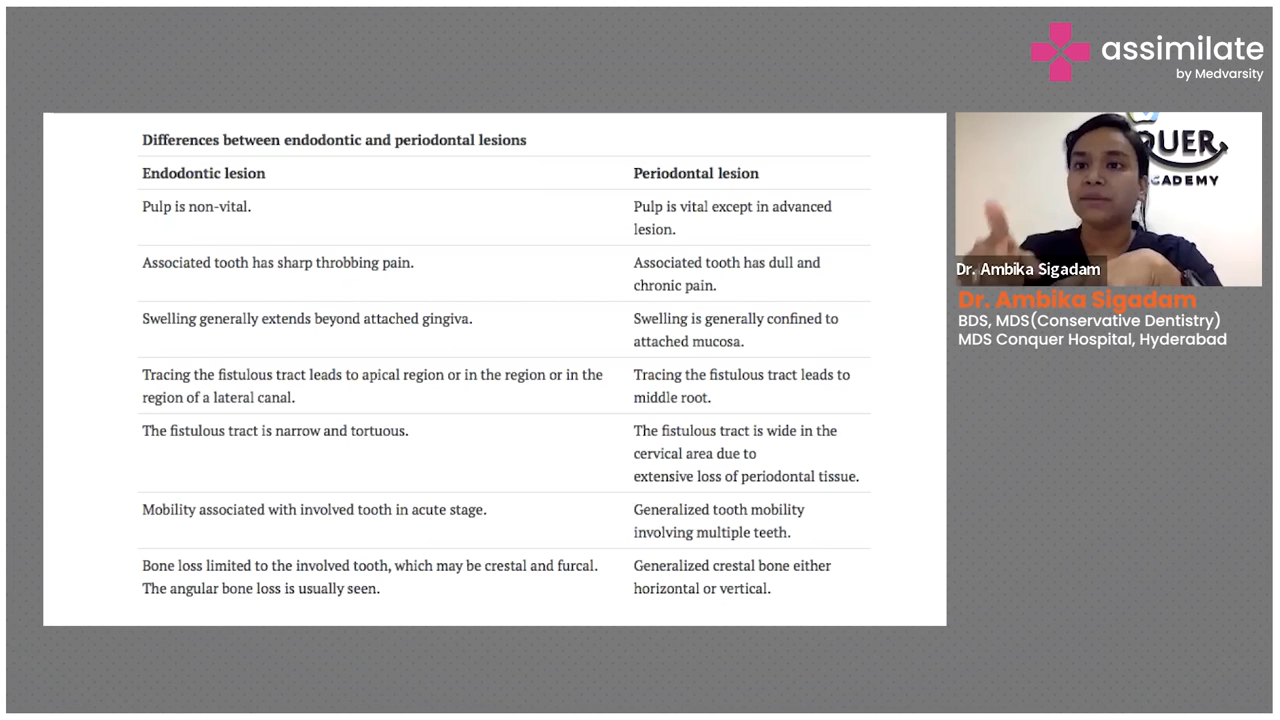 assimilate
by Medvarsity
Differences between endodontic and periodontal lesions
Endodontic lesion
Periodontal lesion
Pulp is non-vital.
Pulp is vital except in advanced
lesion.
Associated tooth has sharp throbbing pain.
Associated tooth has dull and
chronic pain.
Swelling generally extends beyond attached gingiva.
Swelling is generally confined to
attached mucosa.
Tracing the fistulous tract leads to apical region or in the region or in the
region of a lateral canal.
Tracing the fistulous tract leads to
middle root.
The fistulous tract is narrow and tortuous.
The fistulous tract is wide in the
cervical area due to
extensive loss of periodontal tissue.
Mobility associated with involved tooth in acute stage.
Generalized tooth mobility
involving multiple teeth.
Bone loss limited to the involved tooth, which may be crestal and furcal.
The angular bone loss is usually seen.
Generalized crestal bone either
horizontal or vertical.
QUER
CADEMY
Dr. Ambika Sigadam
Dr. Ambika Sigadam
BDS, MDS(Conservative Dentistry)
MDS Conquer Hospital, Hyderabad